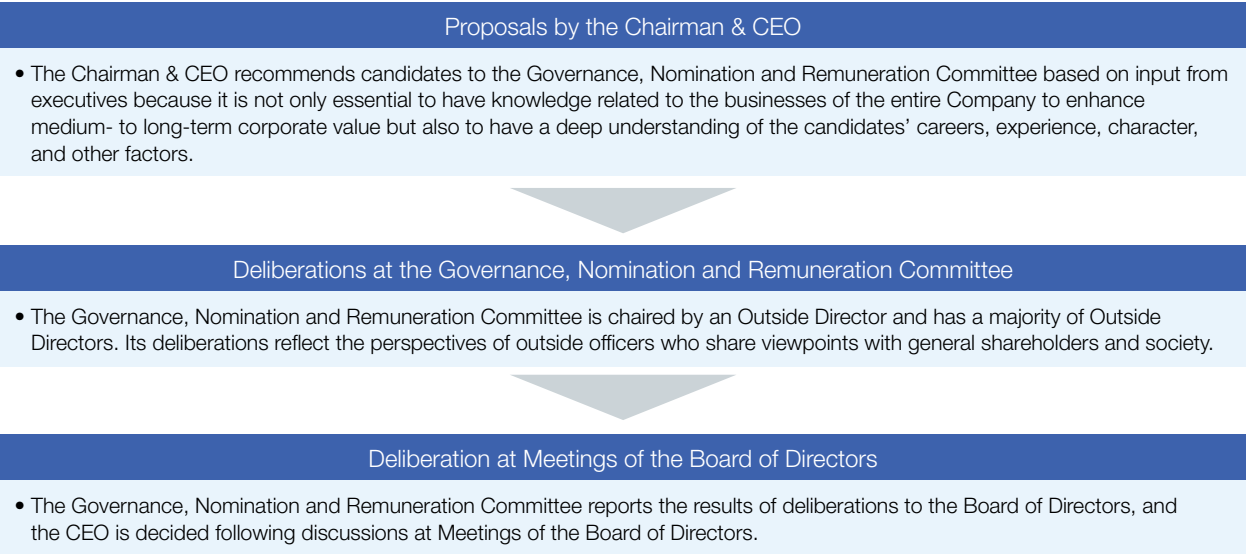 Proposals by the Chairman & CEO
• The Chairman & CEO recommends candidates to the Governance, Nomination and Remuneration Committee based on input from
executives because it is not only essential to have knowledge related to the businesses of the entire Company to enhance
medium- to long-term corporate value but also to have a deep understanding of the candidates’ careers, experience, character,
and other factors.
Deliberations at the Governance, Nomination and Remuneration Committee
• The Governance, Nomination and Remuneration Committee is chaired by an Outside Director and has a majority of Outside
Directors. Its deliberations reflect the perspectives of outside officers who share viewpoints with general shareholders and society.
Deliberation at Meetings of the Board of Directors
• The Governance, Nomination and Remuneration Committee reports the results of deliberations to the Board of Directors, and
the CEO is decided following discussions at Meetings of the Board of Directors.